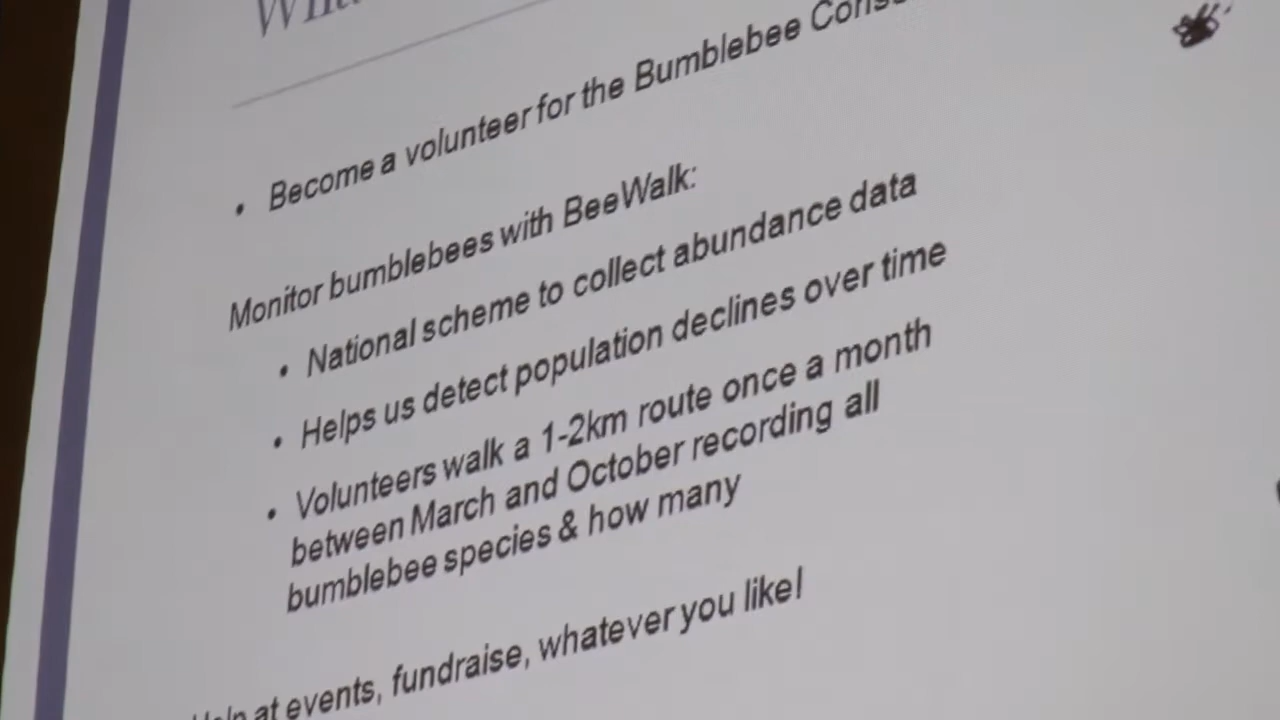 • Become a volunteer for the Bumblebee
Monitor bumblebees with BeeWalk:
• National scheme to collect abundance data
• Helps us detect population declines over time
• Volunteers walk a 1-2km route once a month
between March and October recording all
bumblebee species & how many
at events, fundraise, whatever you like!